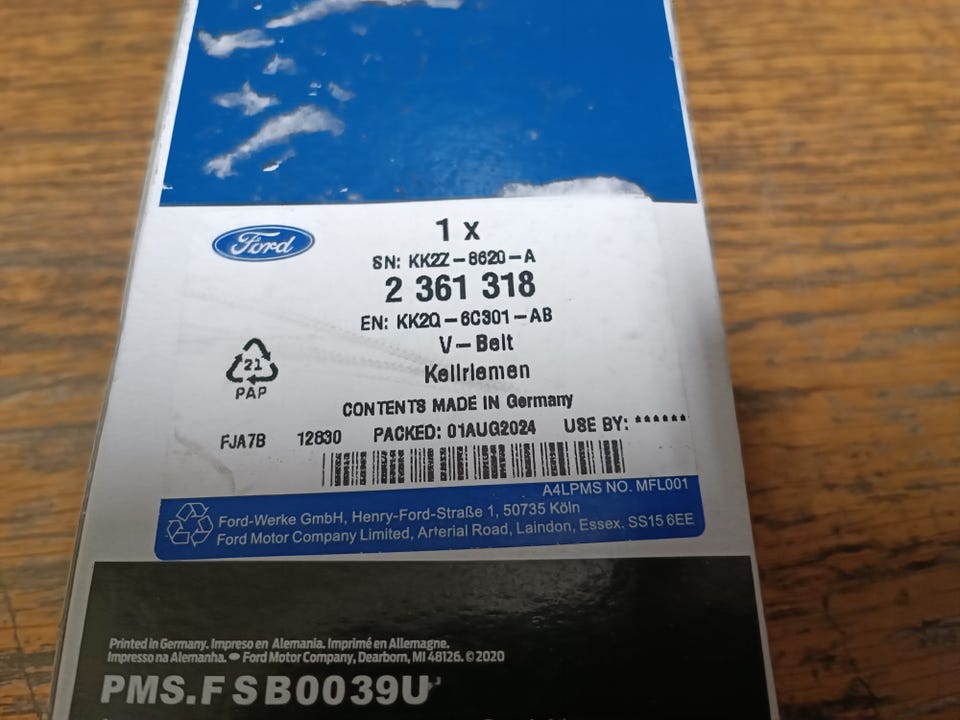 Ford
1 x
SN: KK2Z-8620-A
2 361 318
EN: KK2Q-6C301-AB
V-Belt
Keilriemen
21
PAP
CONTENTS MADE IN Germany
FJA7B 12830 PACKED: 01AUG2024 USE BY: ******
A4LPMS NO. MFL001
Ford-Werke GmbH, Henry-Ford-Straße 1, 50735 Köln
Ford Motor Company Limited, Arterial Road, Laindon, Essex. SS15 6EE
Printed in Germany. Impreso en Alemania. Imprimé en Allemagne.
Impresso na Alemanha. Ford Motor Company, Dearborn, MI 48126. ©2020
PMS.F S B0039U